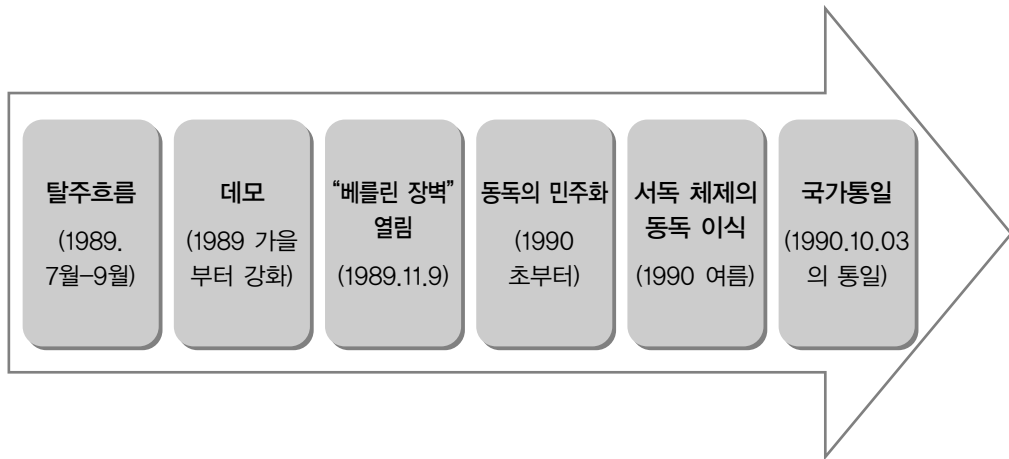 탈주흐름
(1989.
7월-9월)
데모
(1989 가을
부터 강화)
“베를린 장벽”
열림
(1989.11.9)
동독의 민주화
(1990
초부터)
서독 체제의
동독 이식
(1990 여름)
국가통일
(1990.10.03
의 통일)